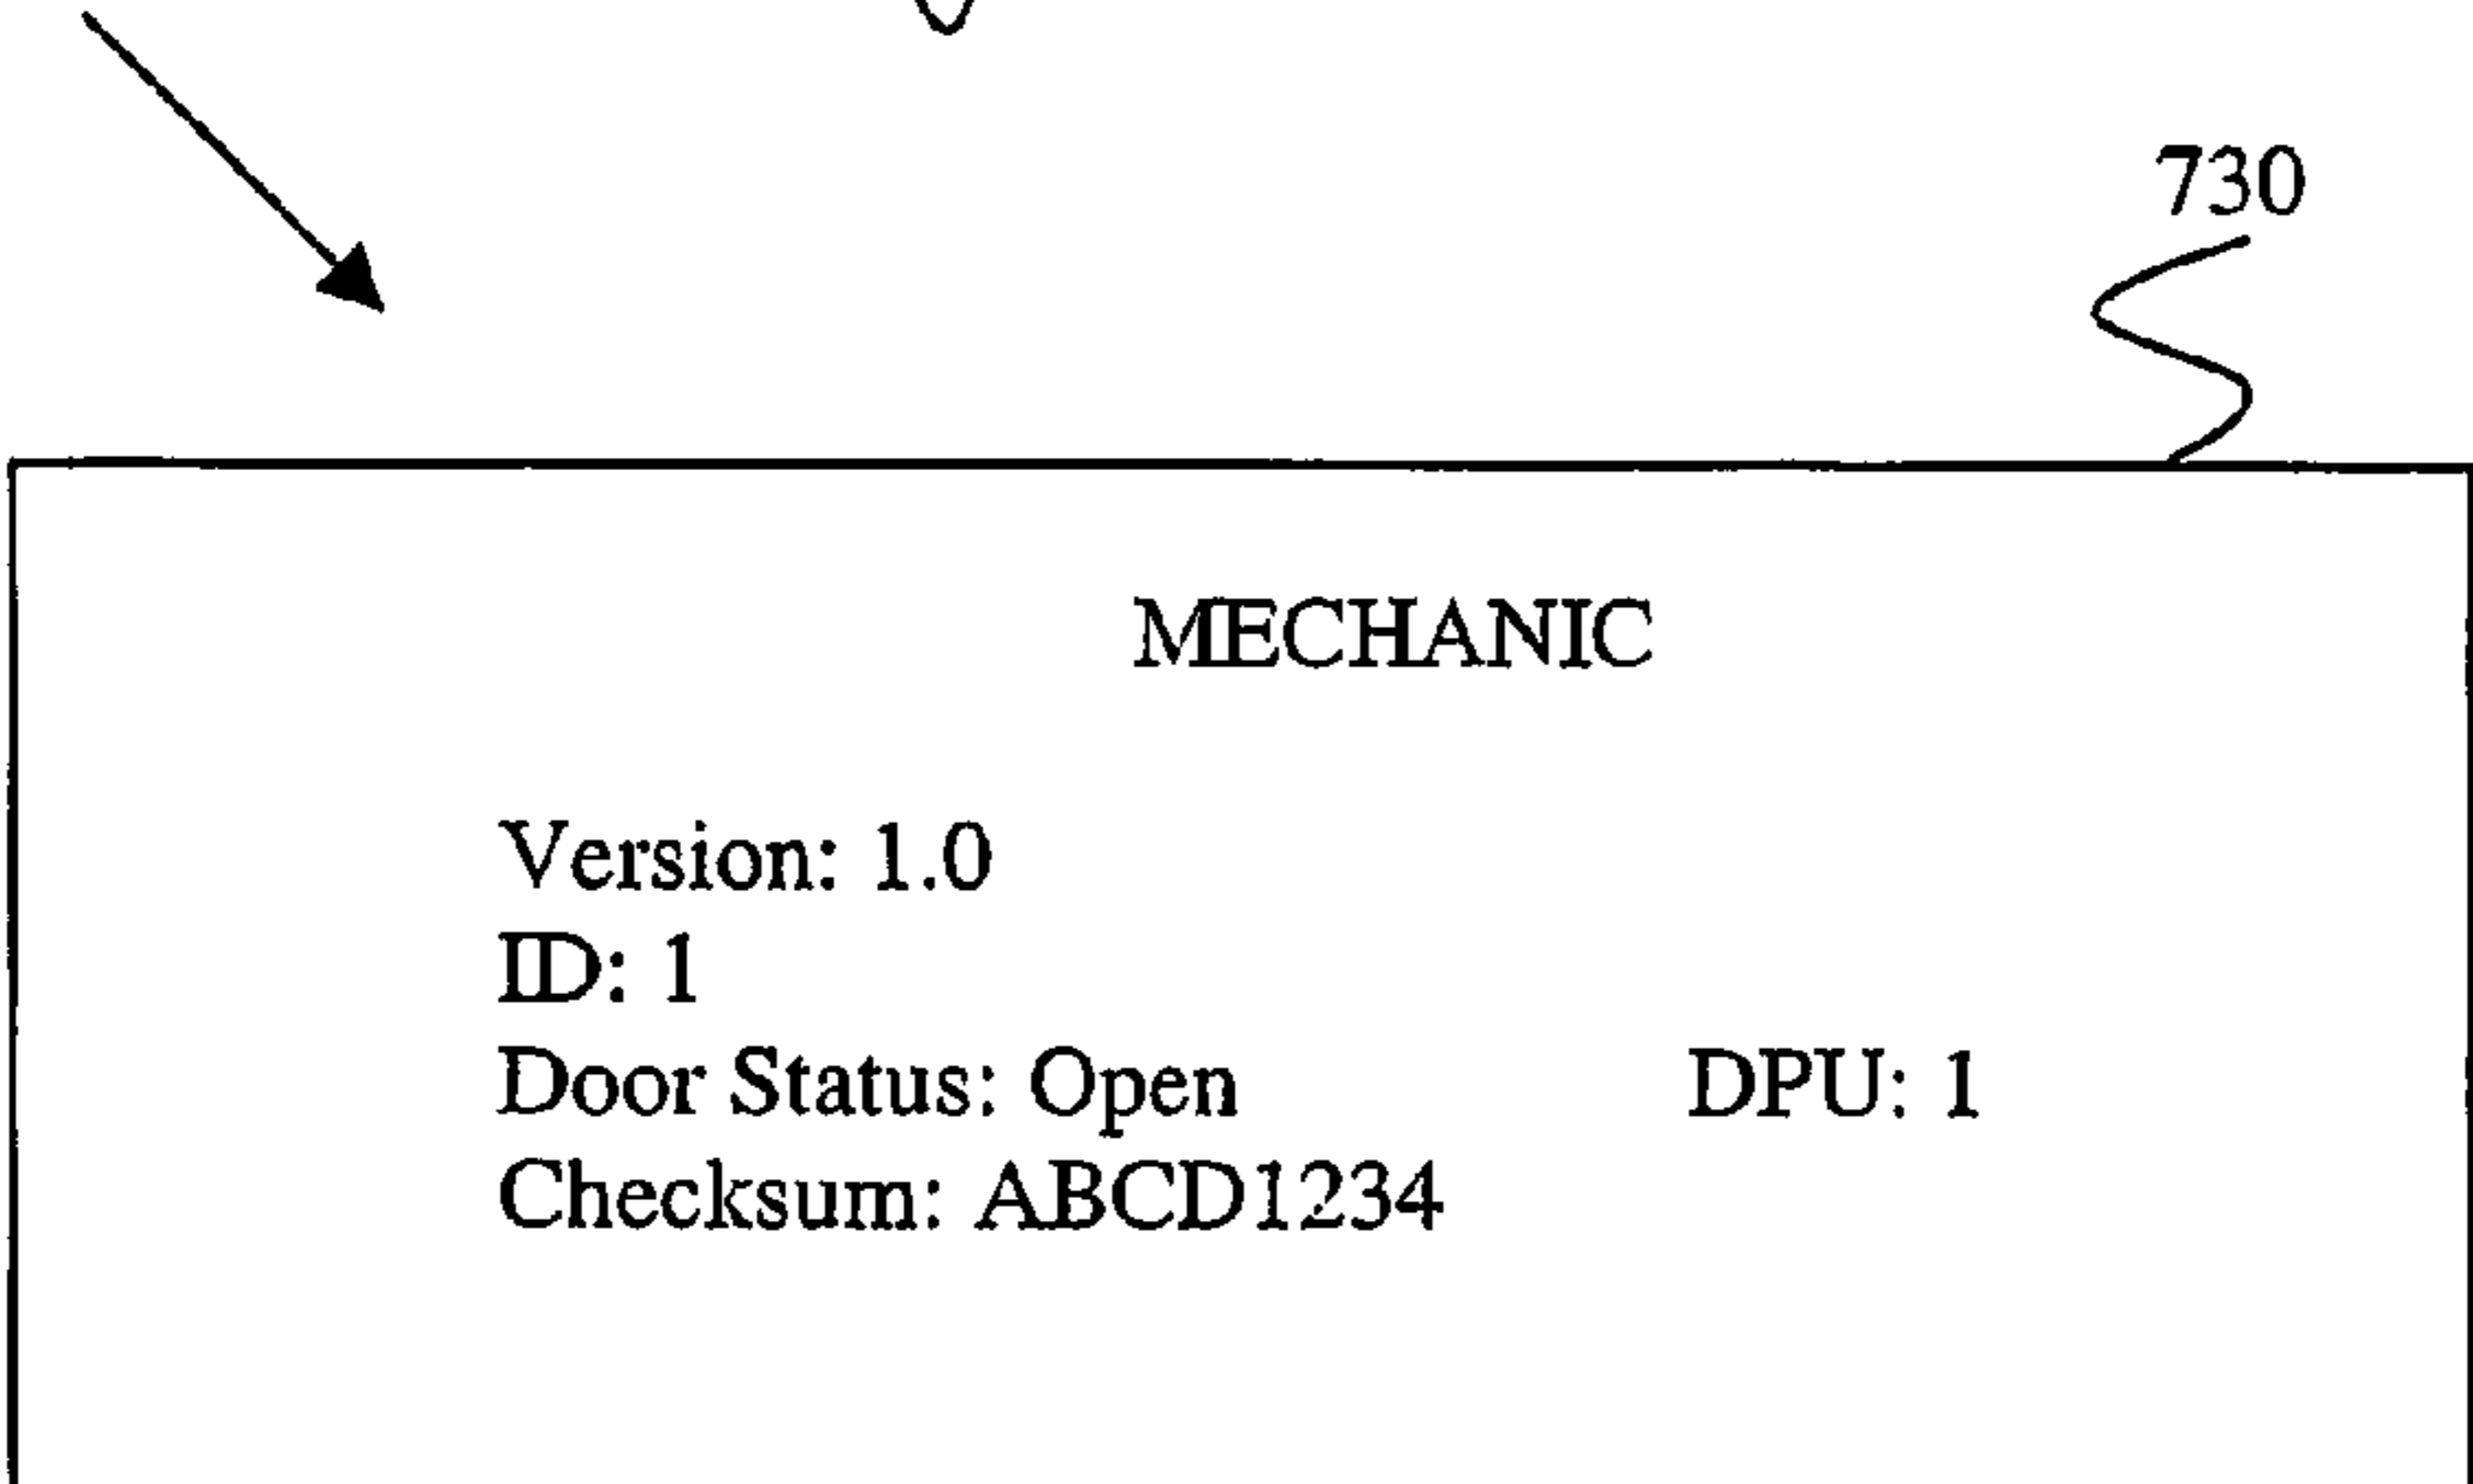 730
MECHANIC
Version: 1.0
ID: 1
Door Status: Open DPU: 1
Checksum: ABCD1234